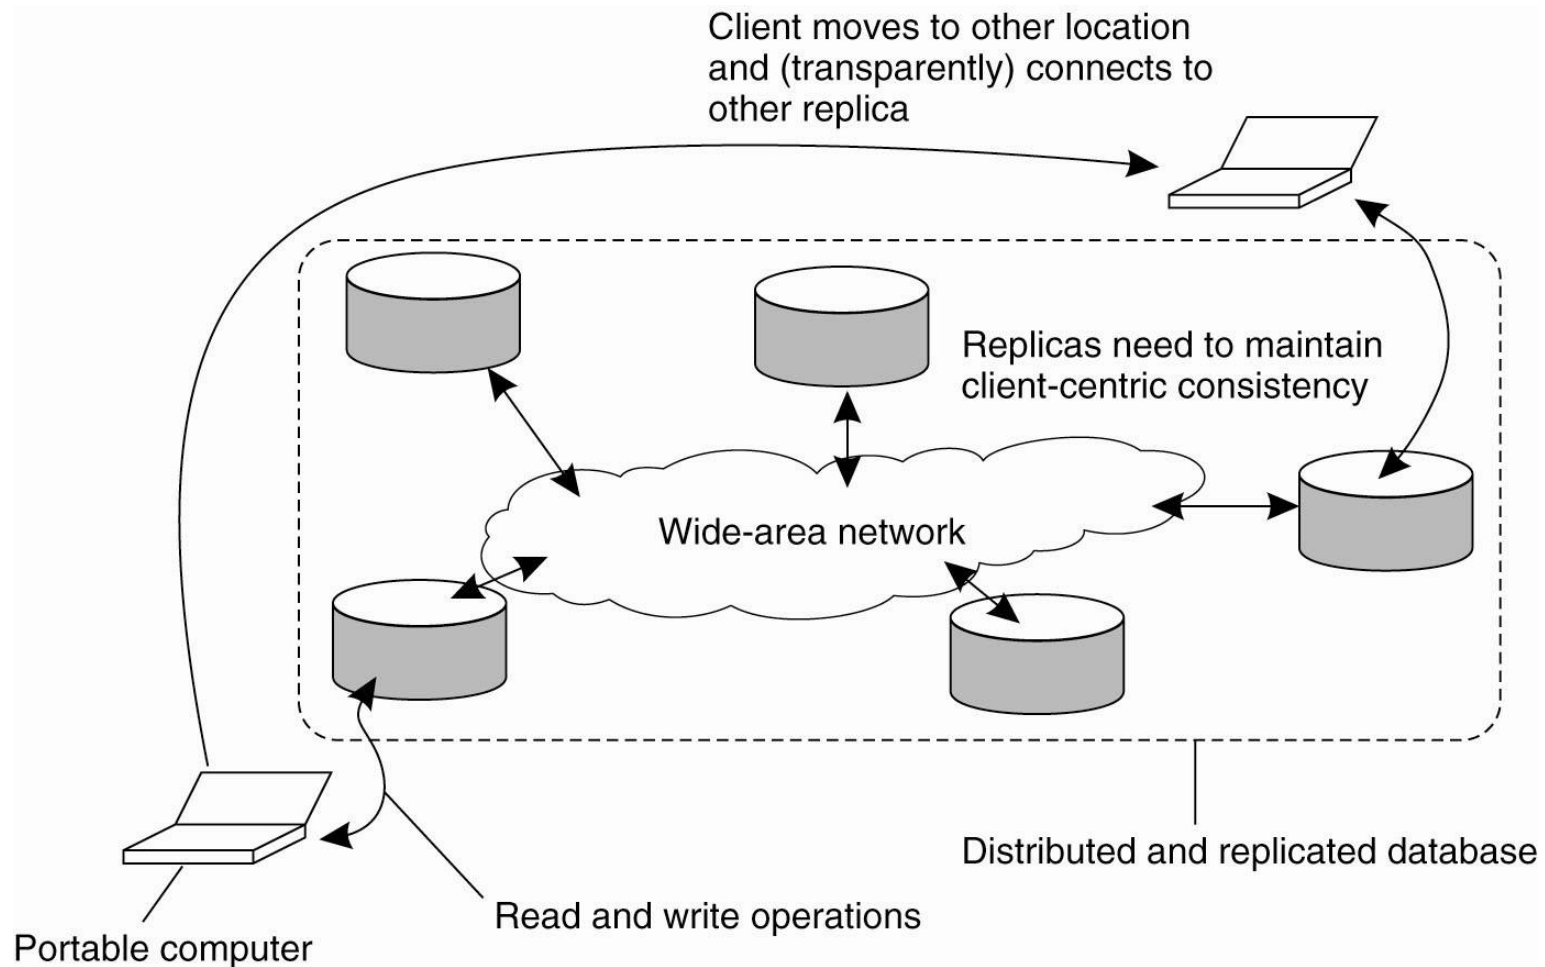 Client moves to other location
and (transparently) connects to
other replica
Replicas need to maintain
client-centric consistency
Wide-area network
Distributed and replicated database
Read and write operations
Portable computer